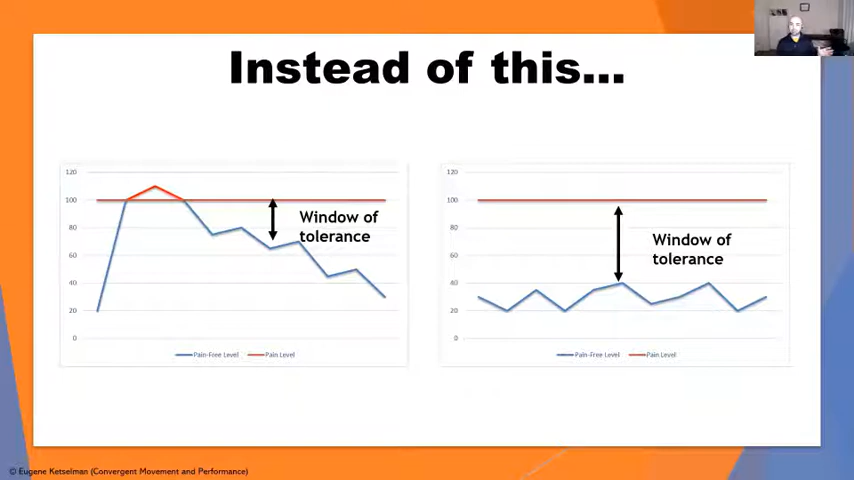 Instead of this...
120
100
80
60
40
20
0
Window of
tolerance
Pain-Free Level
Pain Level
120
100
80
60
40
20
0
Window of
tolerance
Pain-Free Level
Pain Level
© Eugene Ketselman (Convergent Movement and Performance)